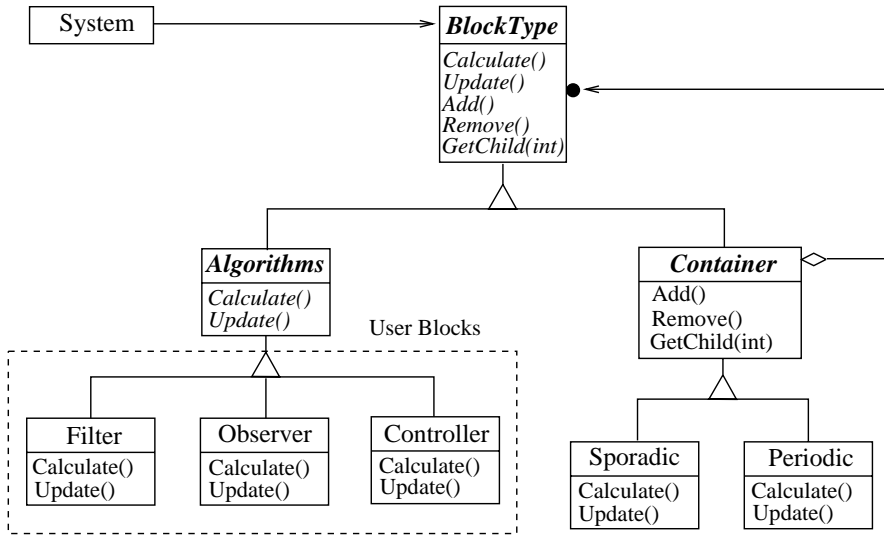 System
BlockType
Calculate()
Update()
Add()
Remove()
GetChild(int)
Algorithms
Calculate()
Update()
Container
Add()
Remove()
GetChild(int)
User Blocks
Filter
Calculate()
Update()
Observer
Calculate()
Update()
Controller
Calculate()
Update()
Sporadic
Calculate()
Update()
Periodic
Calculate()
Update()